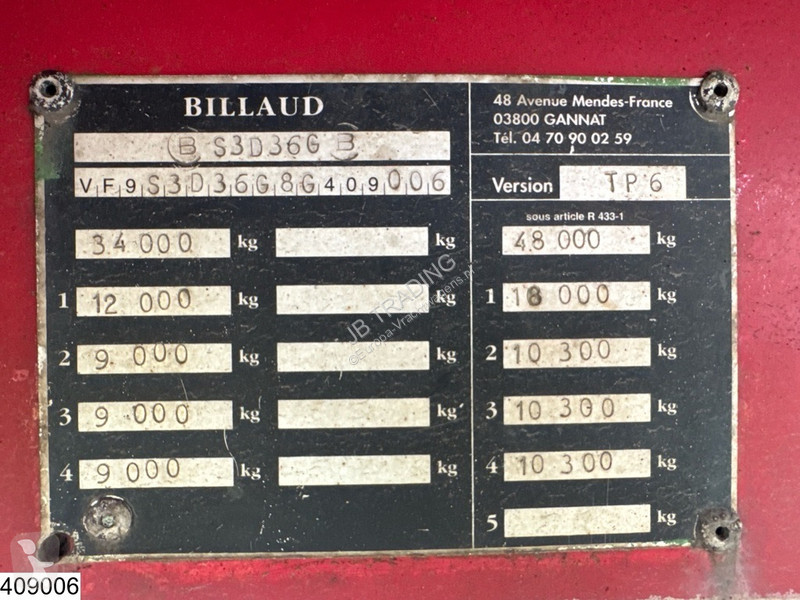 BILLAUD
B S3D36G B
VF9S3D36G8G409006
34 000 kg kg
1 12 000 kg kg
2 9 000 kg kg
3 9 000 kg kg
4 9 000 kg kg
48 Avenue Mendes-France
03800 GANNAT
Tél. 04 70 90 02 59
Version TP6
sous article R 433-1
48 000 kg
1 18 000 kg
2 10 300 kg
3 10 300 kg
4 10 300 kg
5 kg
JB TRADING
409006